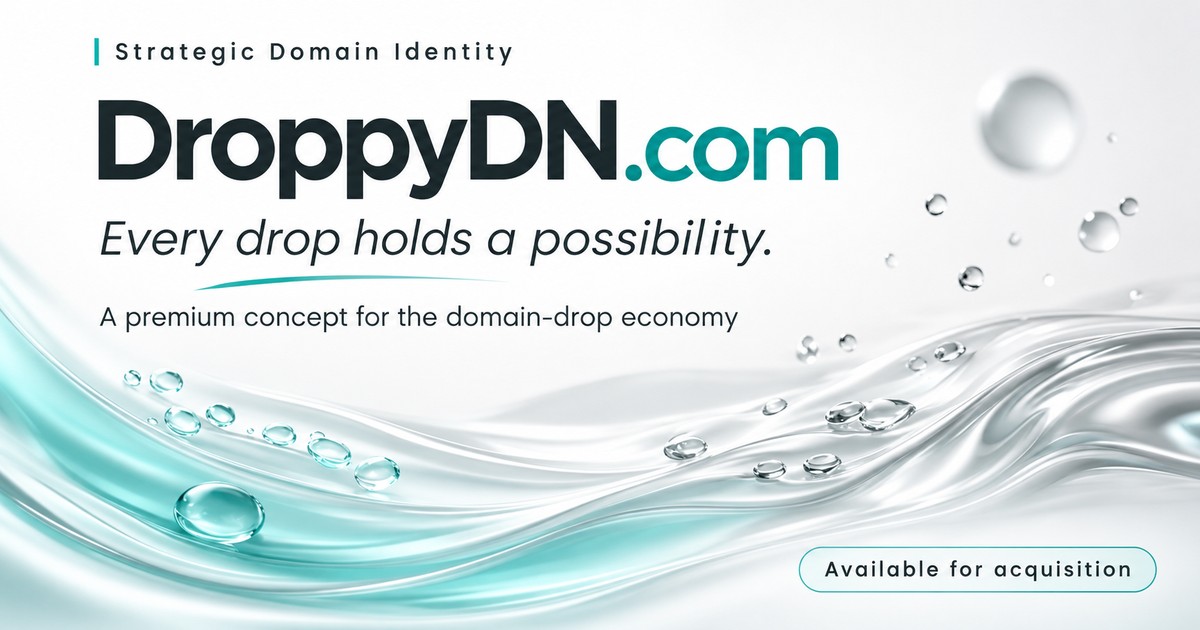 Strategic Domain Identity
DroppyDN.com
Every drop holds a possibility.
A premium concept for the domain-drop economy
Available for acquisition